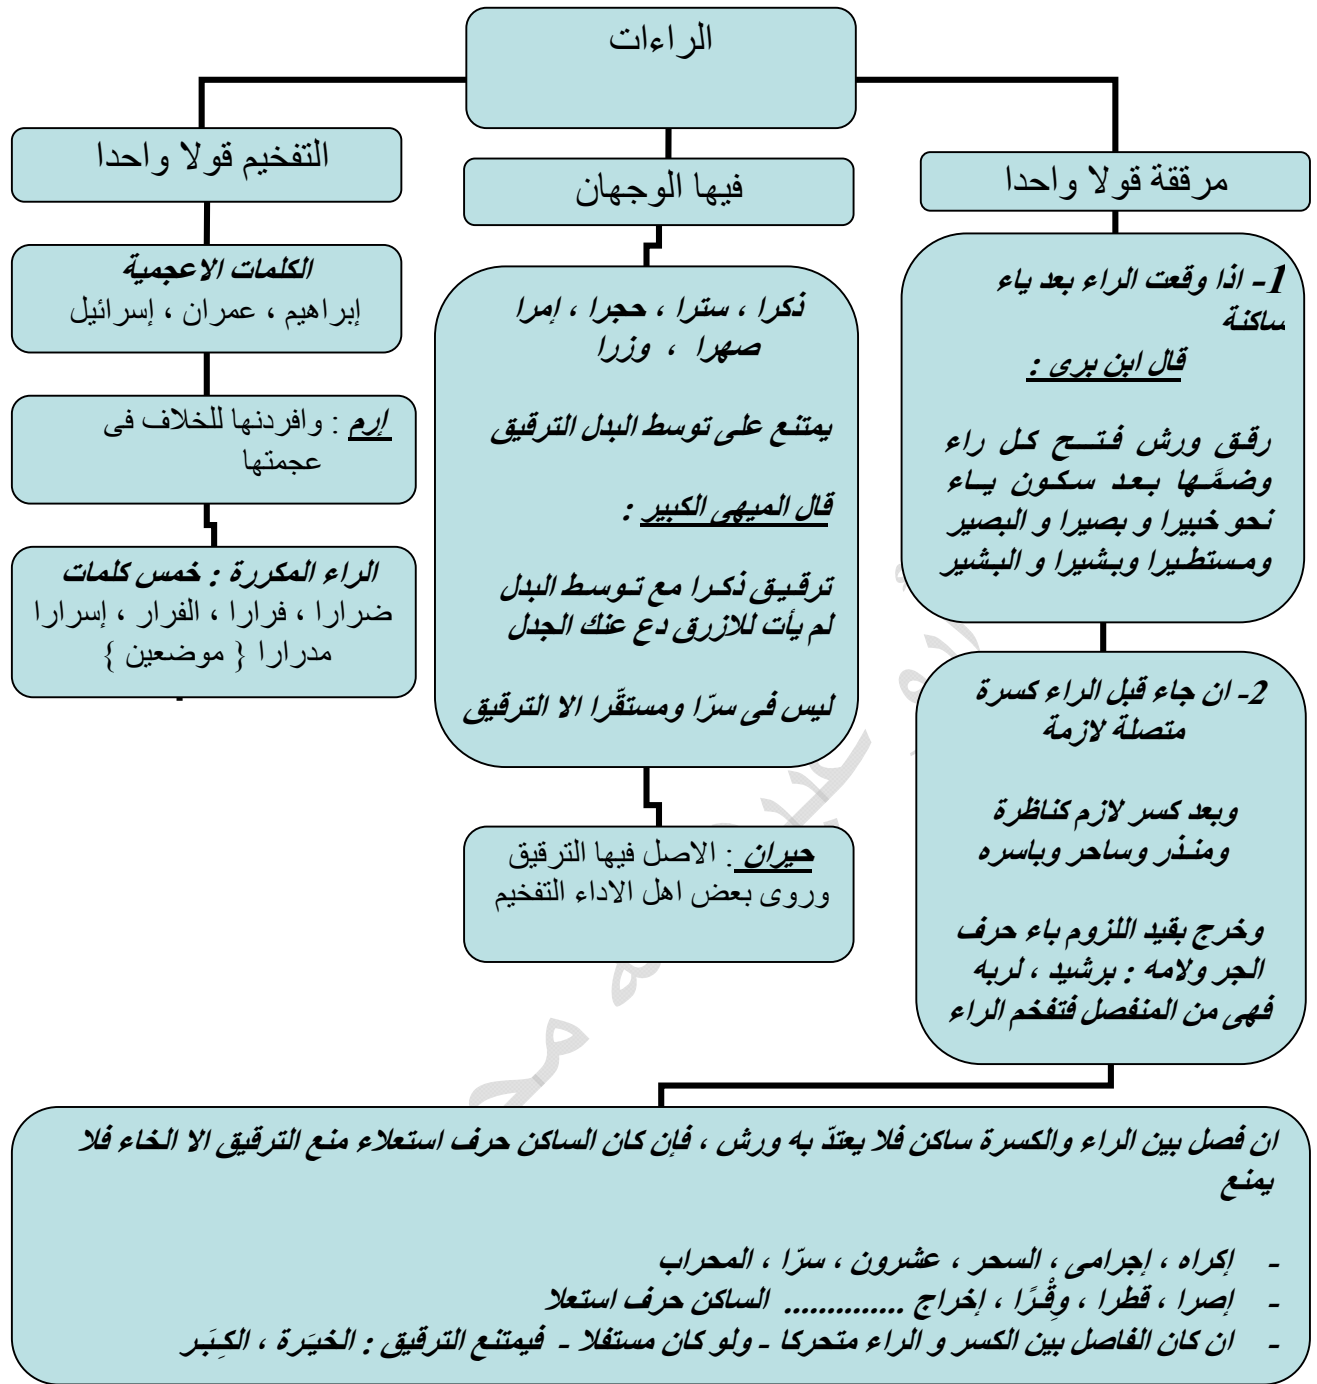 الراءات
مرققة قولا واحدا
1- اذا وقعت الراء بعد ياء
ساكنة
قال ابن برى :
رقق ورش فتح كل راء
وضمَّها بعد سكون ياء
نحو خبيرا و بصيرا و البصير
ومستطيرا وبشيرا و البشير
2- ان جاء قبل الراء كسرة
متصلة لازمة
وبعد كسر لازم كناظرة
ومنذر وساحر وباسره
وخرج بقيد اللزوم باء حرف
الجر ولامه : برشيد ، لربه
فهى من المنفصل فتفخم الراء
فيها الوجهان
ذكرا ، سترا ، حجرا ، إمرا
صهرا ، وزرا
يمتنع على توسط البدل الترقيق
قال الميهى الكبير :
ترقيق ذكرا مع توسط البدل
لم يأت للازرق دع عنك الجدل
ليس فى سرّا ومستقَّرا الا الترقيق
حيران : الاصل فيها الترقيق
وروى بعض اهل الاداء التفخيم
التفخيم قولا واحدا
الكلمات الاعجمية
إبراهيم ، عمران ، إسرائيل
إرم : وافردنها للخلاف فى
عجمتها
الراء المكررة : خمس كلمات
ضرارا ، فرارا ، الفرار ، إسرارا
مدرارا { موضعين }
ان فصل بين الراء والكسرة ساكن فلا يعتدّ به ورش ، فإن كان الساكن حرف استعلاء منع الترقيق الا الخاء فلا
يمنع
- إكراه ، إجرامى ، السحر ، عشرون ، سرّا ، المحراب
- إصرا ، قطرا ، وِقْرًا ، إخراج .............. الساكن حرف استعلا
- ان كان الفاصل بين الكسر و الراء متحركا - ولو كان مستفلا - فيمتنع الترقيق : الخيَرة ، الكِبَر